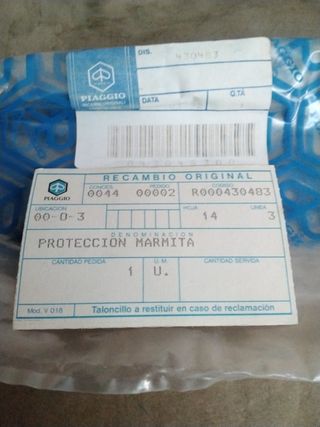 PIAGGIO
RICAMBI ORIGINALI
DIS.
430483
DATA
Q.TÀ
PIAGGIO
RECAMBIO ORIGINAL
PIAGGIO
CONCES. PEDIDO CODIGO
0044 00002 R000430483
UBICACION HOJA LINEA
00-0-3 14 3
DENOMINACION
PROTECCION MARMITA
CANTIDAD PEDIDA U.M. CANTIDAD SERVIDA
1 U.
Mod. V 018 Taloncillo a restituir en caso de reclamación